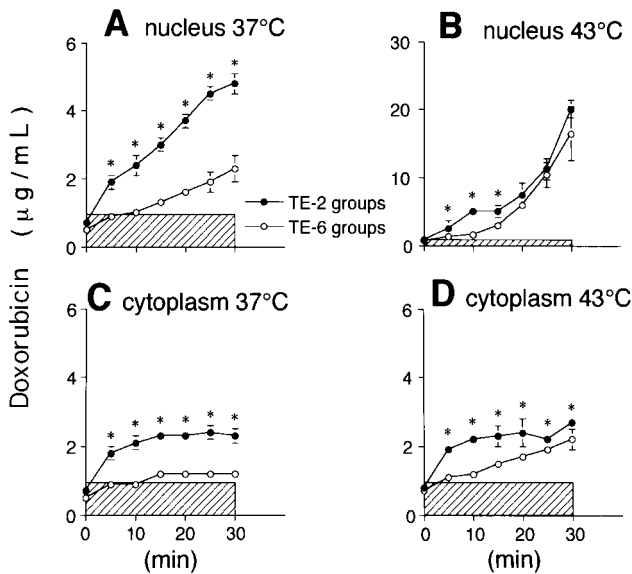 A nucleus 37°C
B nucleus 43°C
Doxorubicin (μg/mL)
6
4
2
0
* * * * * *
TE-2 groups
TE-6 groups
30
20
10
0
* * *
C cytoplasm 37°C
D cytoplasm 43°C
6
4
2
0
* * * * * *
0 10 20 30
(min)
6
4
2
0
* * * * * *
0 10 20 30
(min)